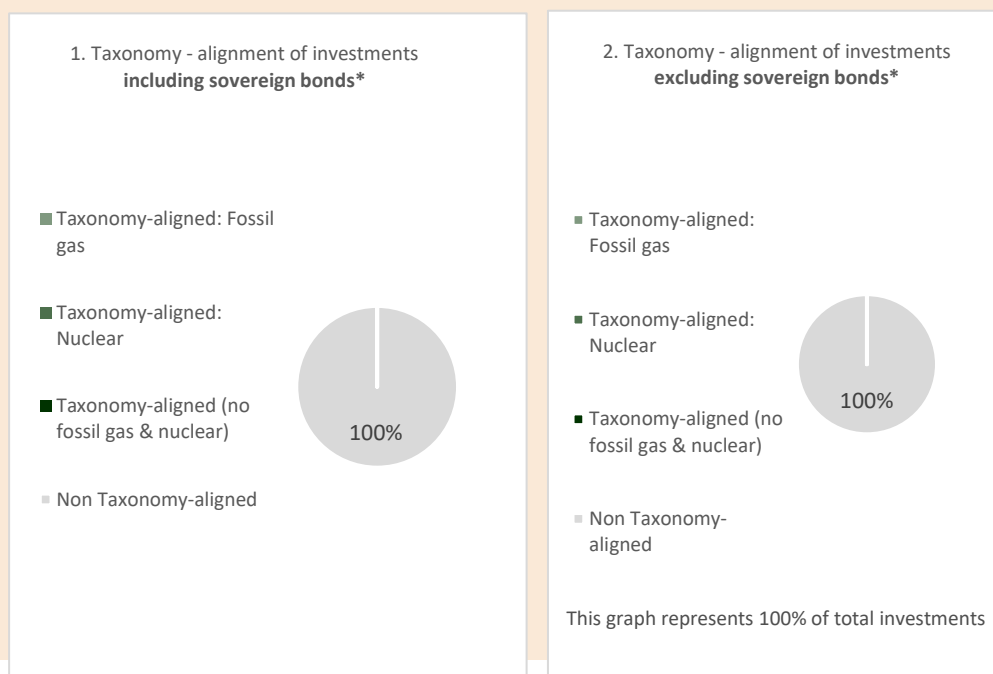 1. Taxonomy - alignment of investments
including sovereign bonds*
Taxonomy-aligned: Fossil
gas
Taxonomy-aligned:
Nuclear
Taxonomy-aligned (no
fossil gas & nuclear)
Non Taxonomy-aligned
100%
2. Taxonomy - alignment of investments
excluding sovereign bonds*
Taxonomy-aligned:
Fossil gas
Taxonomy-aligned:
Nuclear
Taxonomy-aligned (no
fossil gas & nuclear)
Non Taxonomy-
aligned
100%
This graph represents 100% of total investments